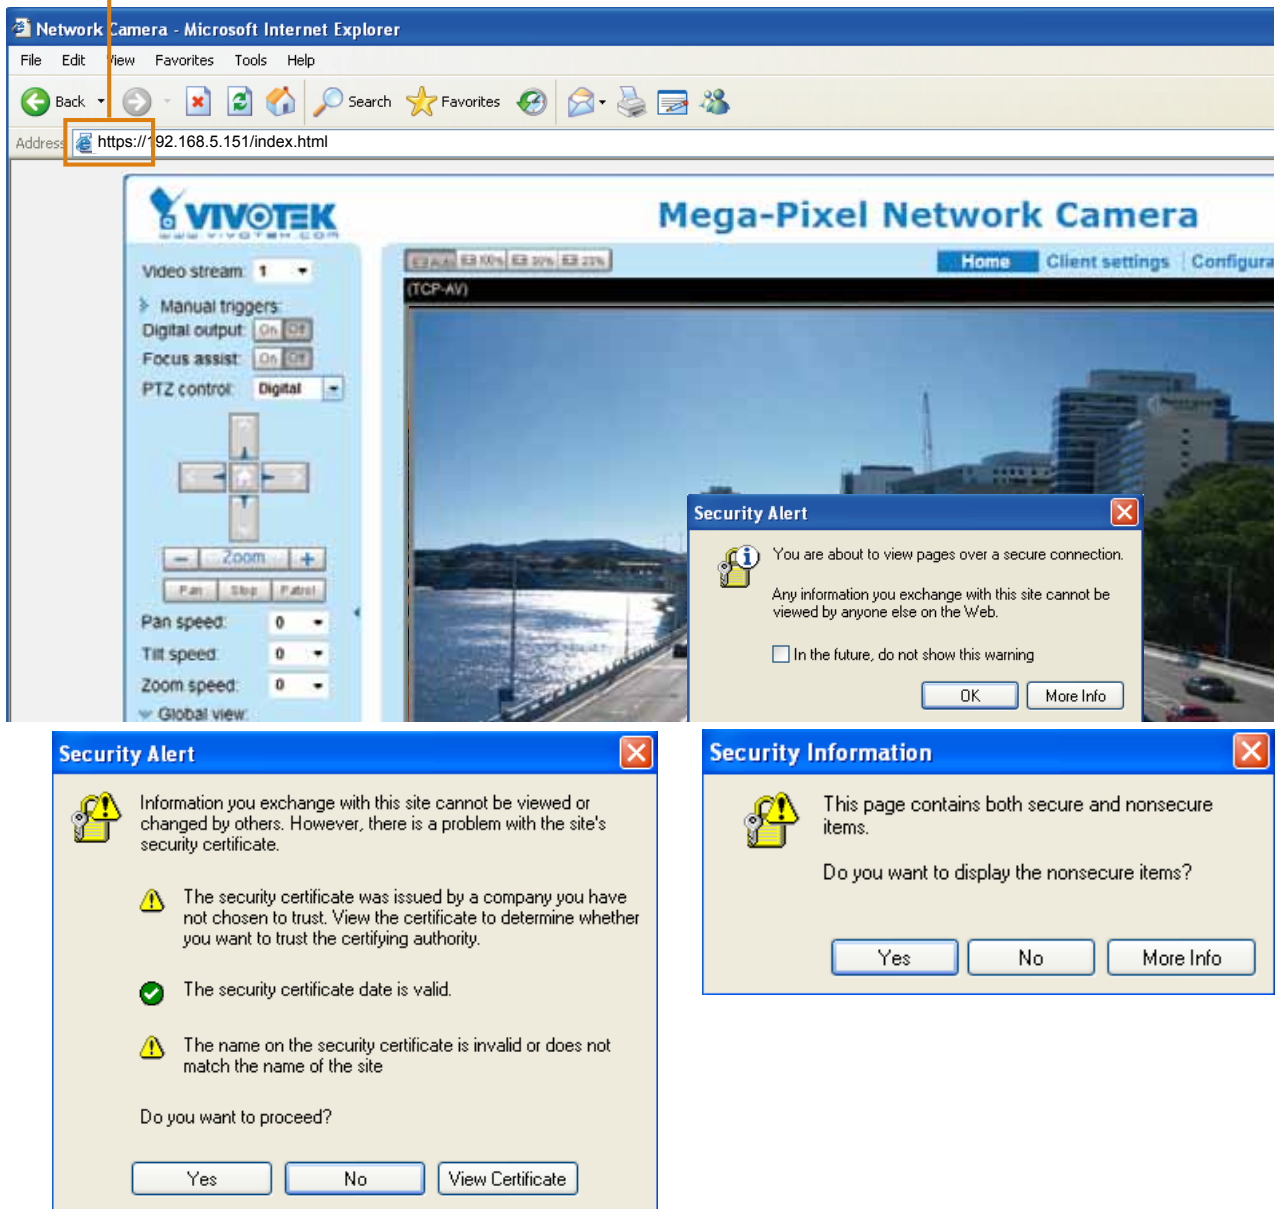 Network Camera - Microsoft Internet Explorer
File Edit View Favorites Tools Help
Back Search Favorites
Address https://192.168.5.151/index.html
VIVOTEK
WWW.VIVOTEK.COM
Mega-Pixel Network Camera
Video stream: 1
100% 50% 25%
Home Client settings Configura
(TCP-AV)
Manual triggers:
Digital output: On Off
Focus assist: On Off
PTZ control: Digital
Zoom
Pan Stop Patrol
Pan speed: 0
Tilt speed: 0
Zoom speed: 0
Global view:
Security Alert
You are about to view pages over a secure connection.
Any information you exchange with this site cannot be
viewed by anyone else on the Web.
In the future, do not show this warning
OK More Info
Security Alert
Information you exchange with this site cannot be viewed or
changed by others. However, there is a problem with the site's
security certificate.
The security certificate was issued by a company you have
not chosen to trust. View the certificate to determine whether
you want to trust the certifying authority.
The security certificate date is valid.
The name on the security certificate is invalid or does not
match the name of the site
Do you want to proceed?
Yes No View Certificate
Security Information
This page contains both secure and nonsecure
items.
Do you want to display the nonsecure items?
Yes No More Info